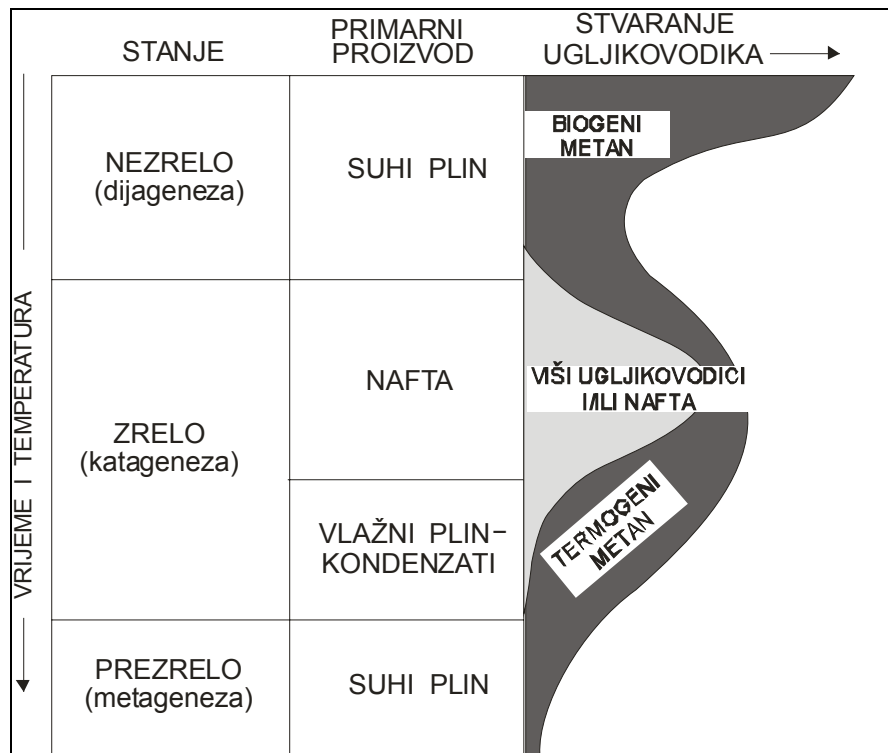 STANJE
PRIMARNI
PROIZVOD
STVARANJE
UGLJIKOVODIKA
VRIJEME I TEMPERATURA
NEZRELO
(dijageneza)
SUHI PLIN
BIOGENI
METAN
ZRELO
(katageneza)
NAFTA
VIŠI UGLJIKOVODICI
I/ILI NAFTA
VLAŽNI PLIN-
KONDENZATI
TERMOGENI
METAN
PREZRELO
(metageneza)
SUHI PLIN